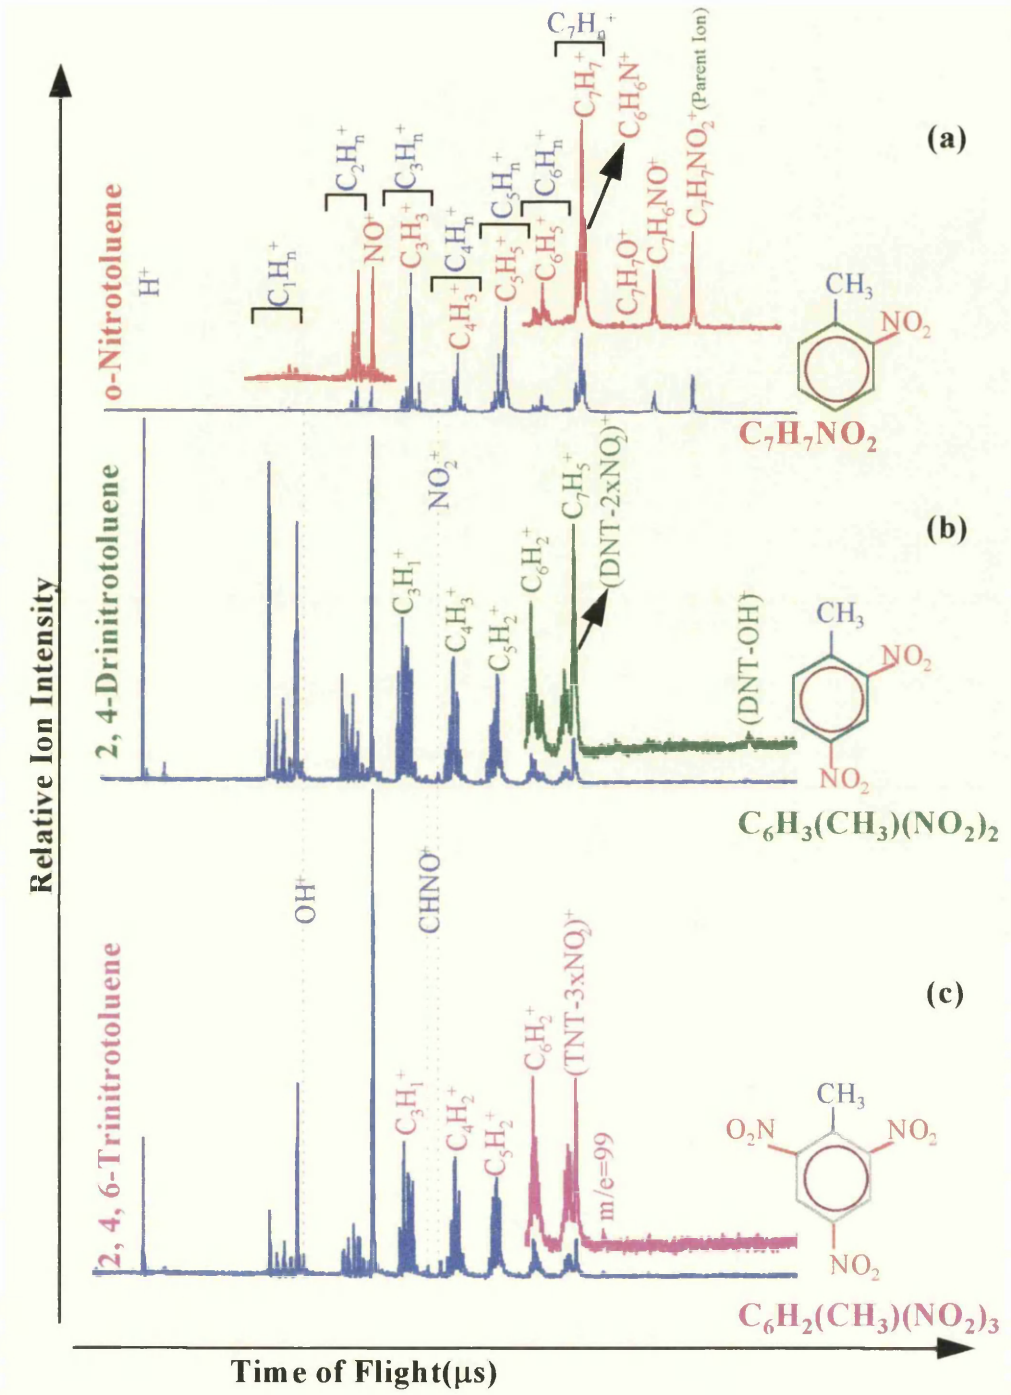 Relative Ion Intensity
Time of Flight(μs)
(a)
o-Nitrotoluene
H⁺
C₁Hₙ⁺
C₂Hₙ⁺
NO⁺
C₃Hₙ⁺
C₃H₃⁺
C₄Hₙ⁺
C₄H₃⁺
C₅Hₙ⁺
C₅H₅⁺
C₆Hₙ⁺
C₆H₅⁺
C₇Hₙ⁺
C₇H₇⁺
C₆H₆N⁺
C₇H₇O⁺
C₇H₆NO⁺
C₇H₇NO₂⁺(Parent Ion)
CH₃
NO₂
C₇H₇NO₂
(b)
2, 4-Drinitrotoluene
C₃H₁⁺
NO₂⁺
C₄H₃⁺
C₅H₂⁺
C₆H₂⁺
C₇H₅⁺
(DNT-2xNO₂)⁺
(DNT-OH)⁺
CH₃
NO₂
NO₂
C₆H₃(CH₃)(NO₂)₂
(c)
2, 4, 6-Trinitrotoluene
OH⁺
CHNO⁺
C₃H₁⁺
C₄H₂⁺
C₅H₂⁺
C₆H₂⁺
(TNT-3xNO₂)⁺
m/e=99
CH₃
O₂N
NO₂
NO₂
C₆H₂(CH₃)(NO₂)₃